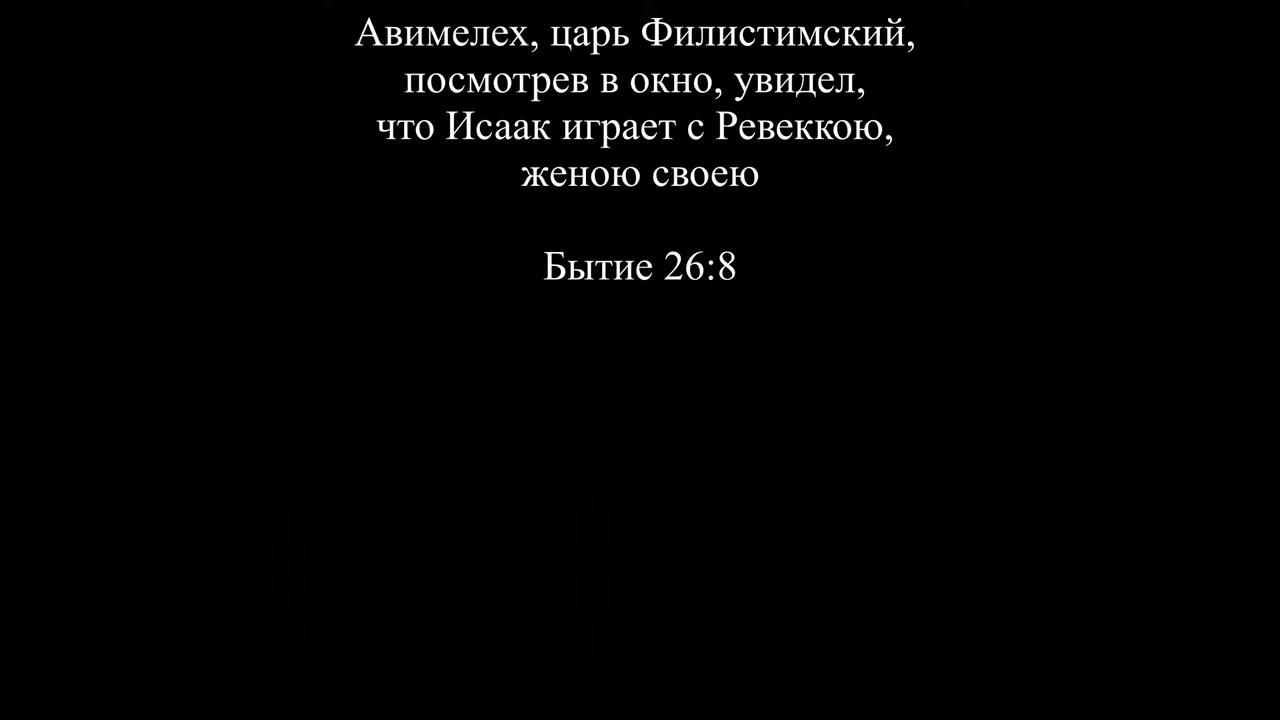 Авимелех, царь Филистимский,
посмотрев в окно, увидел,
что Исаак играет с Ревеккою,
женою своею
Бытие 26:8